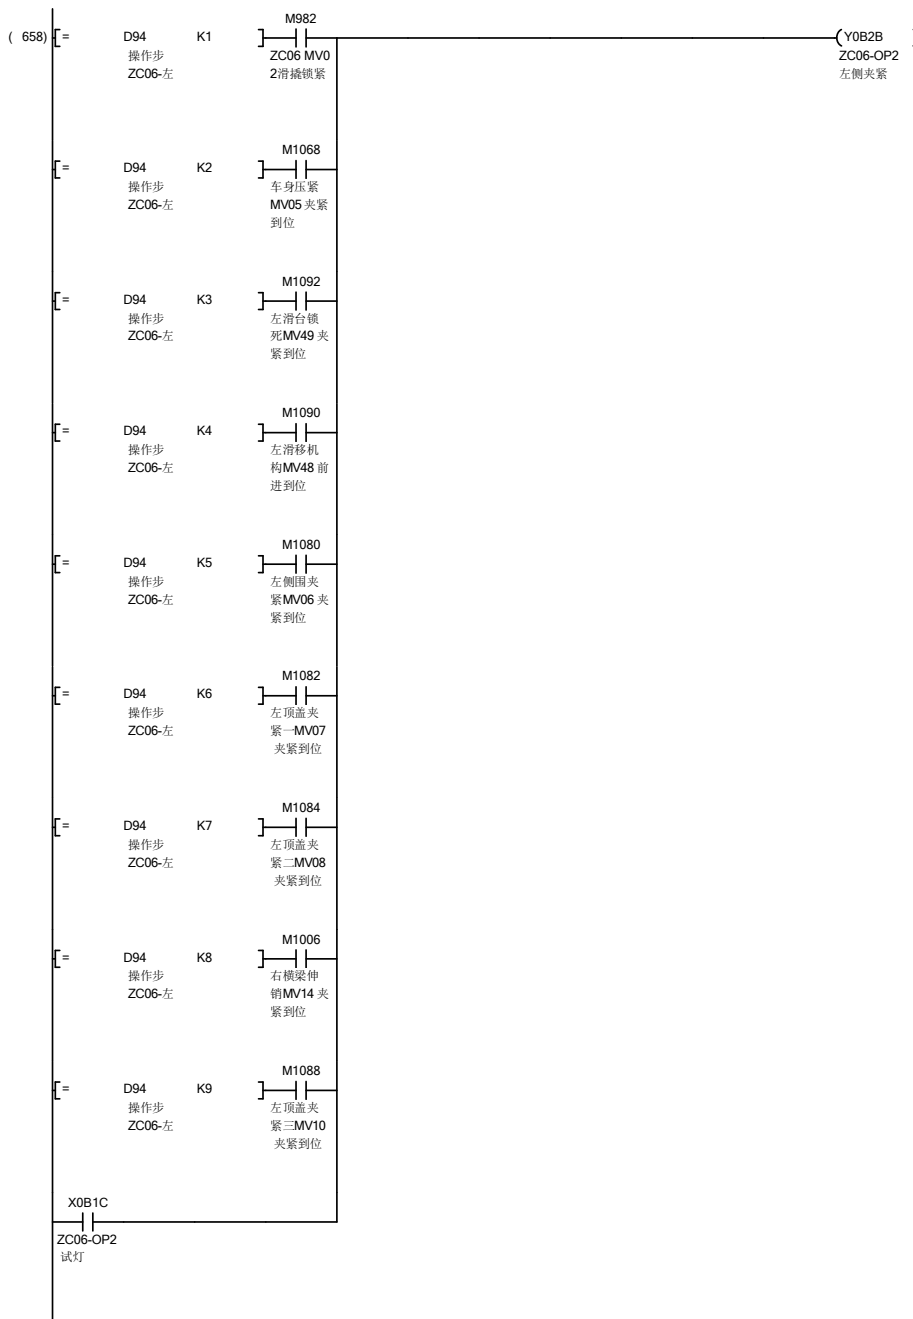 M982
( 658) [= D94 K1 ] Y0B2B
操作步 ZC06 MV0 ZC06-OP2
ZC06-左 2滑撬锁紧 左侧夹紧
M1068
[= D94 K2 ]
操作步 车身压紧
ZC06-左 MV05 夹紧
到位
M1092
[= D94 K3 ]
操作步 左滑台锁
ZC06-左 死MV49 夹
紧到位
M1090
[= D94 K4 ]
操作步 左滑移机
ZC06-左 构MV48 前
进到位
M1080
[= D94 K5 ]
操作步 左侧围夹
ZC06-左 紧MV06 夹
紧到位
M1082
[= D94 K6 ]
操作步 左顶盖夹
ZC06-左 紧一MV07
夹紧到位
M1084
[= D94 K7 ]
操作步 左顶盖夹
ZC06-左 紧二MV08
夹紧到位
M1006
[= D94 K8 ]
操作步 右横梁伸
ZC06-左 销MV14 夹
紧到位
M1088
[= D94 K9 ]
操作步 左顶盖夹
ZC06-左 紧三MV10
夹紧到位
X0B1C
ZC06-OP2
试灯